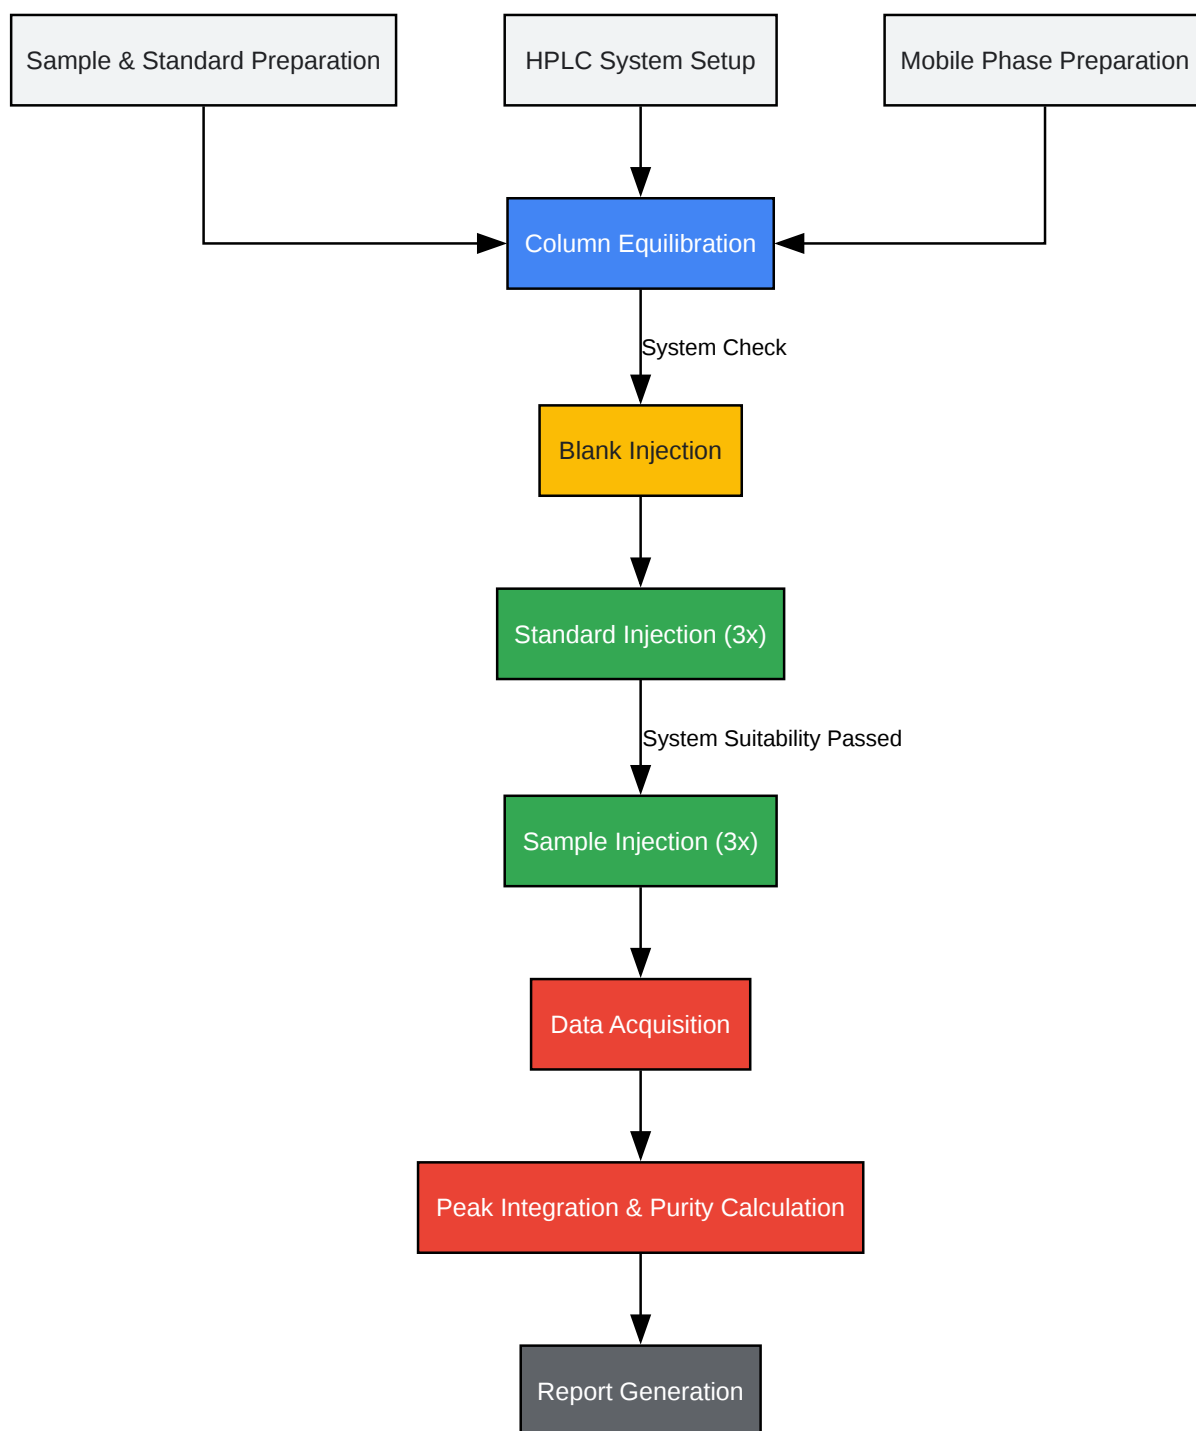 Sample & Standard Preparation
HPLC System Setup
Mobile Phase Preparation
Column Equilibration
System Check
Blank Injection
Standard Injection (3x)
System Suitability Passed
Sample Injection (3x)
Data Acquisition
Peak Integration & Purity Calculation
Report Generation